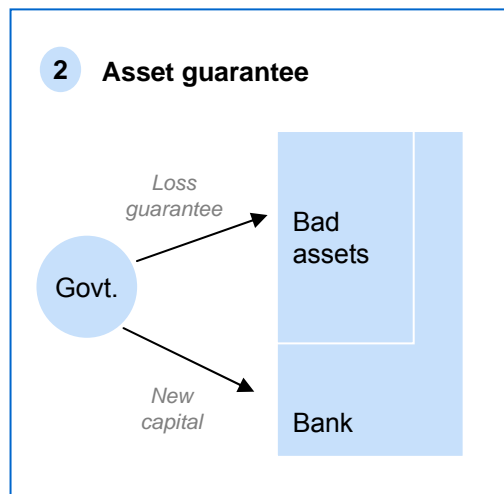 2 Asset guarantee
Loss
guarantee
Bad
assets
Govt.
New
capital
Bank